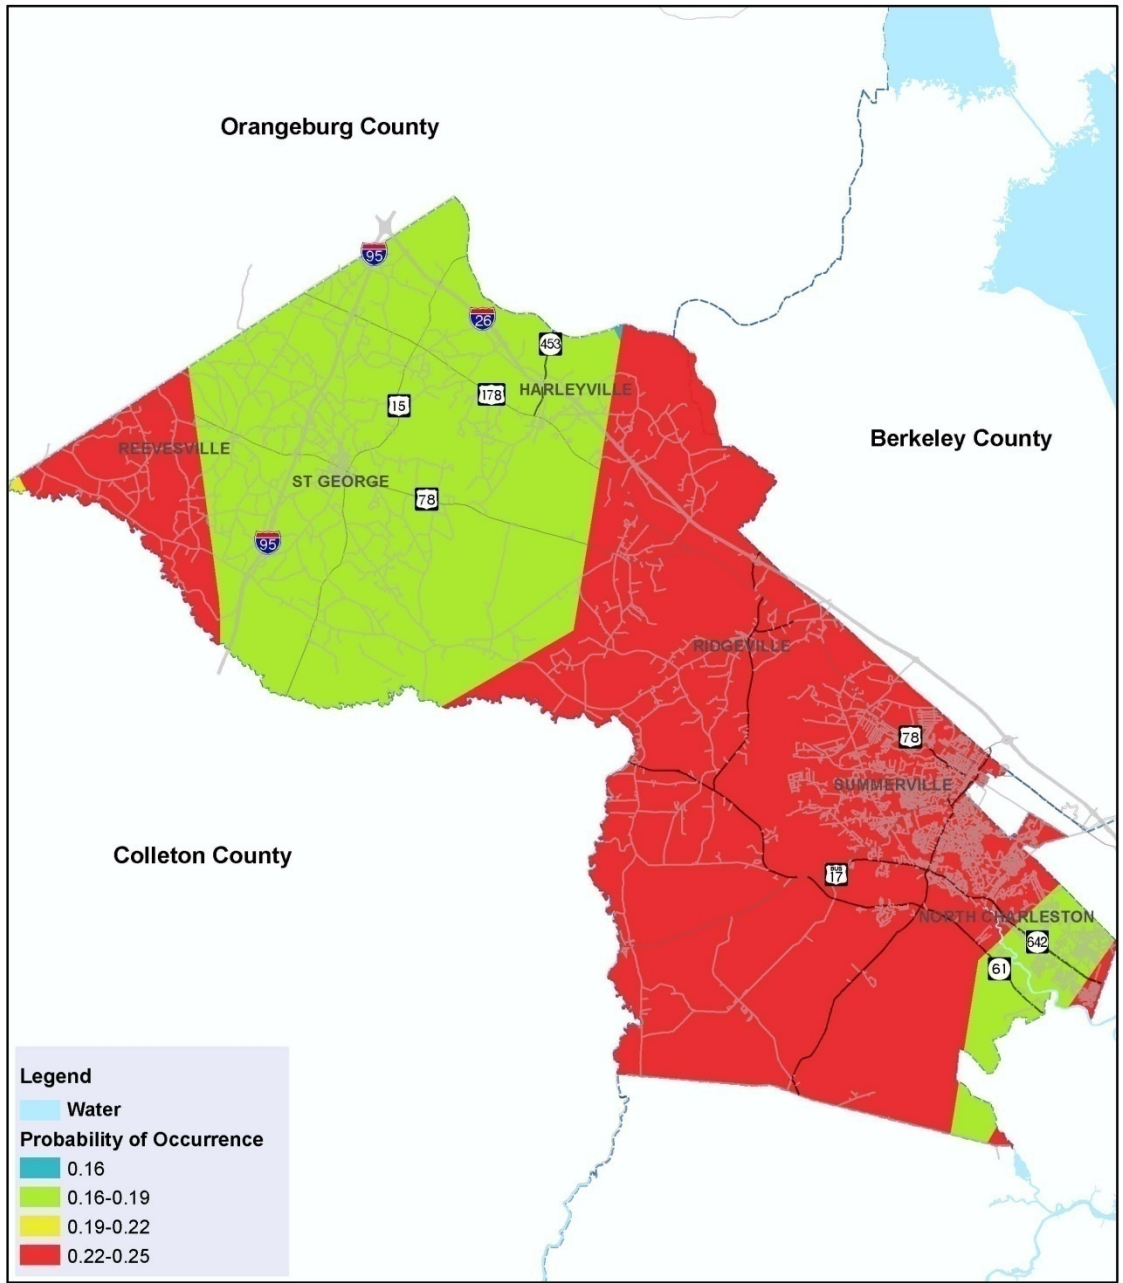 Orangeburg County
95
26
453
HARLEYVILLE
178
15
Berkeley County
REEVESVILLE
ST GEORGE
78
95
RIDGEVILLE
78
SUMMERVILLE
Colleton County
BUS
17
NORTH CHARLESTON
642
61
Legend
Water
Probability of Occurrence
0.16
0.16-0.19
0.19-0.22
0.22-0.25